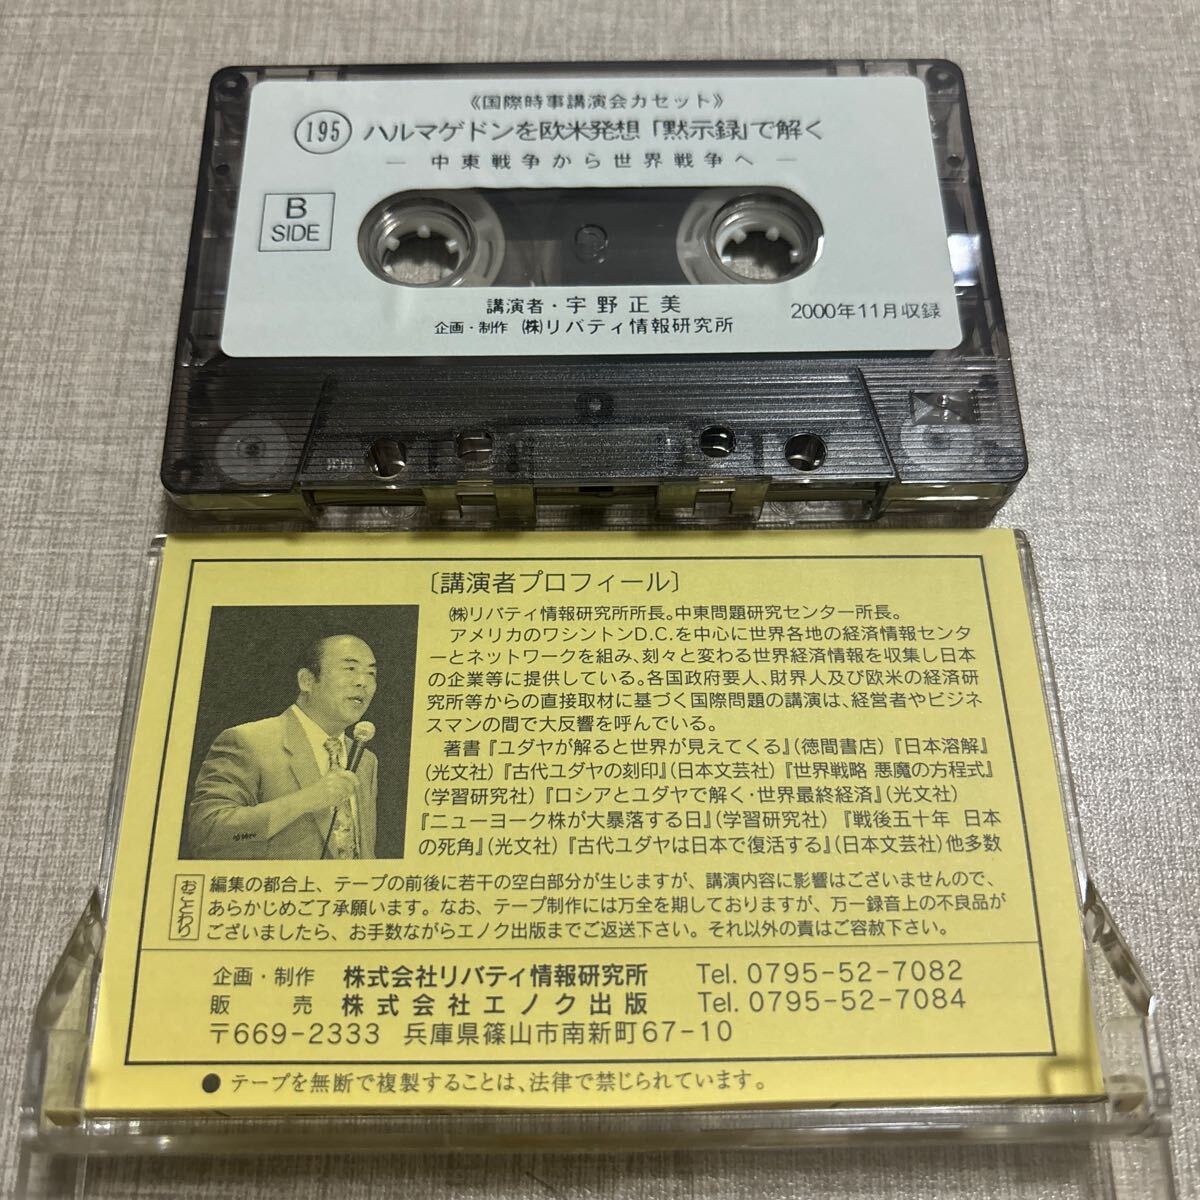 《国際時事講演会カセット》
195 ハルマゲドンを欧米発想「黙示録」で解く
― 中東戦争から世界戦争へ ―
B
SIDE
講演者・宇野正美
企画・制作 ㈱リバティ情報研究所
2000年11月収録
〔講演者プロフィール〕
㈱リバティ情報研究所所長。中東問題研究センター所長。
アメリカのワシントンD.C.を中心に世界各地の経済情報センタ
ーとネットワークを組み、刻々と変わる世界経済情報を収集し日本
の企業等に提供している。各国政府要人、財界人及び欧米の経済研
究所等からの直接取材に基づく国際問題の講演は、経営者やビジネ
スマンの間で大反響を呼んでいる。
著書『ユダヤが解ると世界が見えてくる』(徳間書店)『日本溶解』
(光文社)『古代ユダヤの刻印』(日本文芸社)『世界戦略 悪魔の方程式』
(学習研究社)『ロシアとユダヤで解く・世界最終経済』(光文社)
『ニューヨーク株が大暴落する日』(学習研究社)『戦後五十年 日本
の死角』(光文社)『古代ユダヤは日本で復活する』(日本文芸社)他多数
おことわり
編集の都合上、テープの前後に若干の空白部分が生じますが、講演内容に影響はございませんので、
あらかじめご了承願います。なお、テープ制作には万全を期しておりますが、万一録音上の不良品が
ございましたら、お手数ながらエノク出版までご返送下さい。それ以外の責はご容赦下さい。
企画・制作 株式会社リバティ情報研究所 Tel. 0795-52-7082
販 売 株式会社エノク出版 Tel. 0795-52-7084
〒669-2333 兵庫県篠山市南新町67-10
● テープを無断で複製することは、法律で禁じられています。